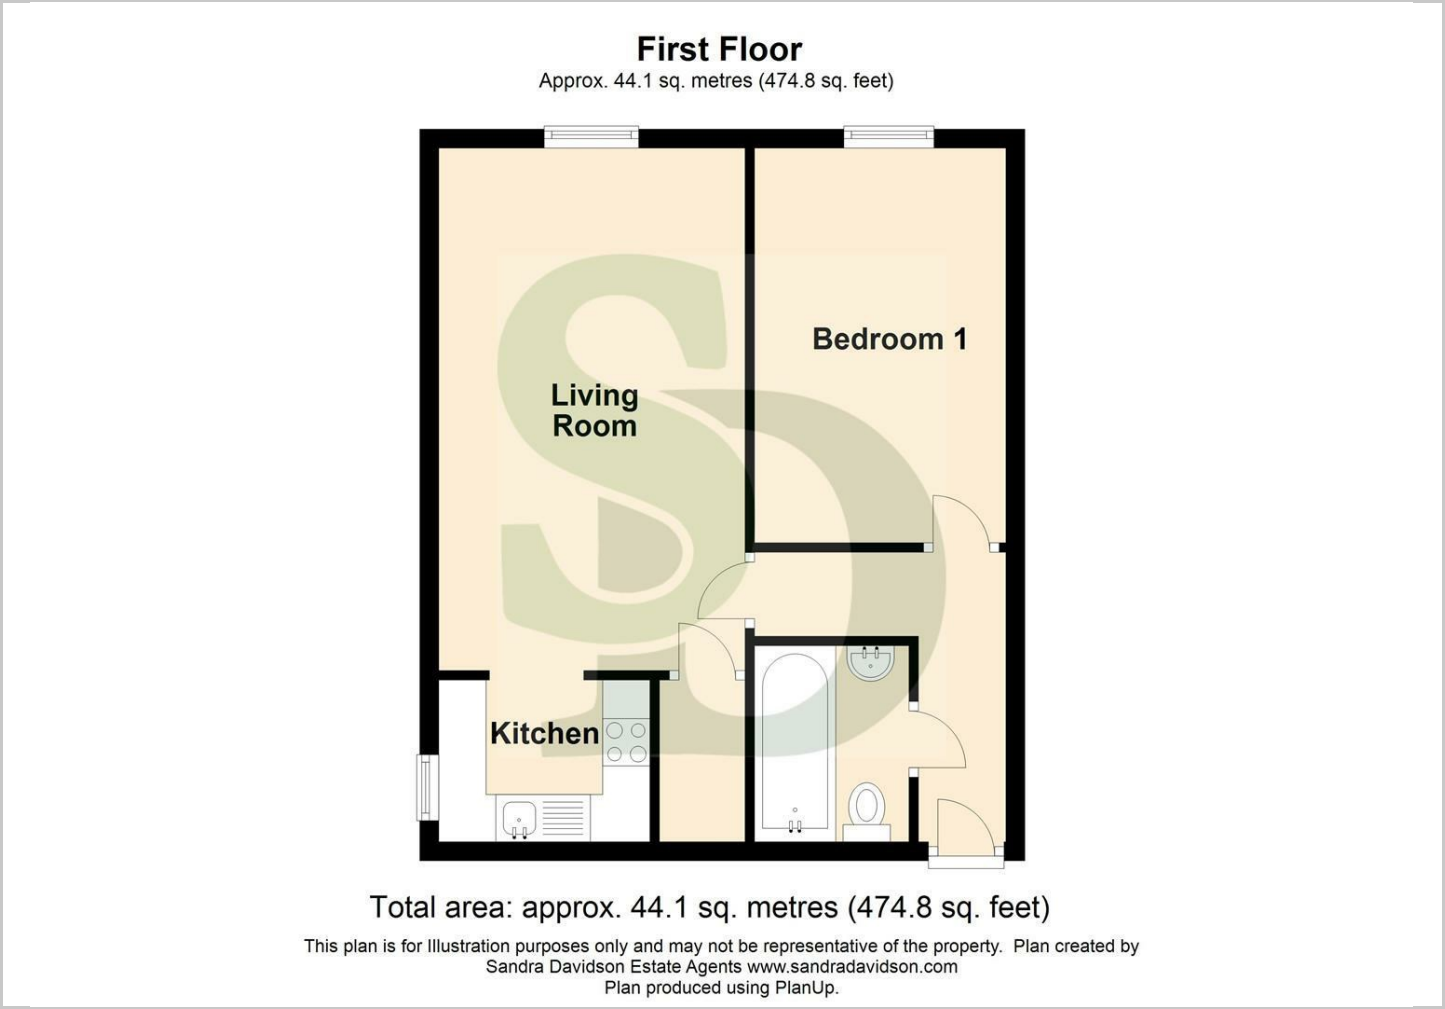 First Floor
Approx. 44.1 sq. metres (474.8 sq. feet)
Bedroom 1
Living
Room
Kitchen
Total area: approx. 44.1 sq. metres (474.8 sq. feet)
This plan is for Illustration purposes only and may not be representative of the property.  Plan created by
Sandra Davidson Estate Agents www.sandradavidson.com
Plan produced using PlanUp.
SD